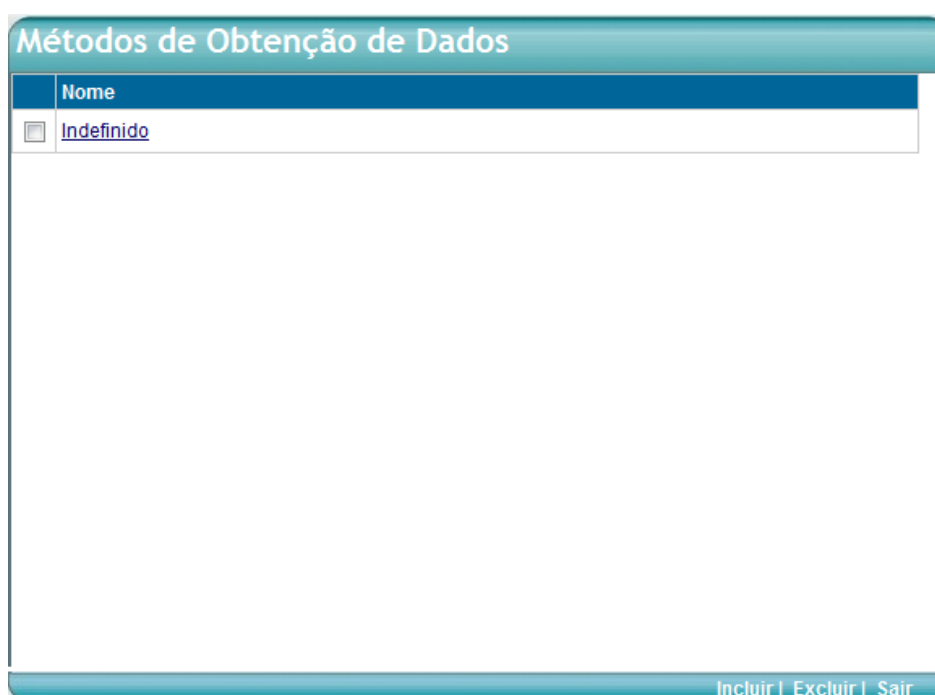 Métodos de Obtenção de Dados
Nome
Indefinido
Incluir | Excluir | Sair